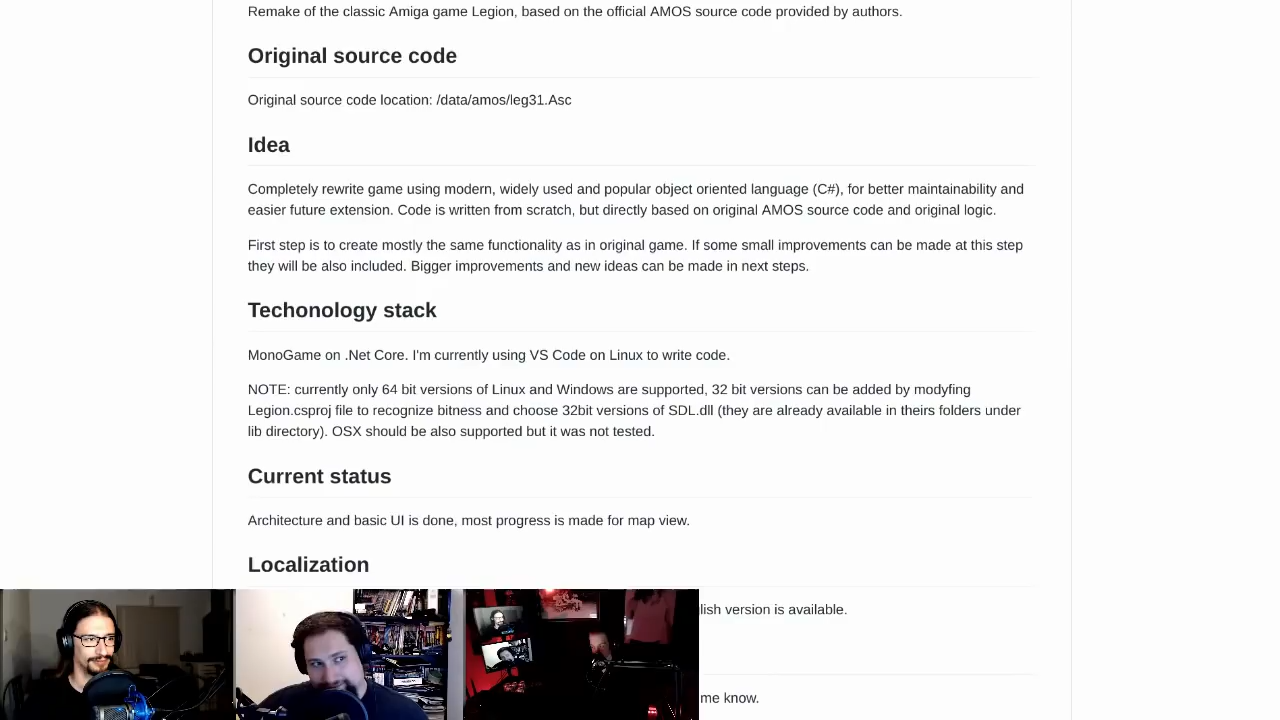 Remake of the classic Amiga game Legion, based on the official AMOS source code provided by authors.
Original source code
Original source code location: /data/amos/leg31.Asc
Idea
Completely rewrite game using modern, widely used and popular object oriented language (C#), for better maintainability and
easier future extension. Code is written from scratch, but directly based on original AMOS source code and original logic.
First step is to create mostly the same functionality as in original game. If some small improvements can be made at this step
they will be also included. Bigger improvements and new ideas can be made in next steps.
Techonology stack
MonoGame on .Net Core. I'm currently using VS Code on Linux to write code.
NOTE: currently only 64 bit versions of Linux and Windows are supported, 32 bit versions can be added by modyfing
Legion.csproj file to recognize bitness and choose 32bit versions of SDL.dll (they are already available in theirs folders under
lib directory). OSX should be also supported but it was not tested.
Current status
Architecture and basic UI is done, most progress is made for map view.
Localization
lish version is available.
me know.